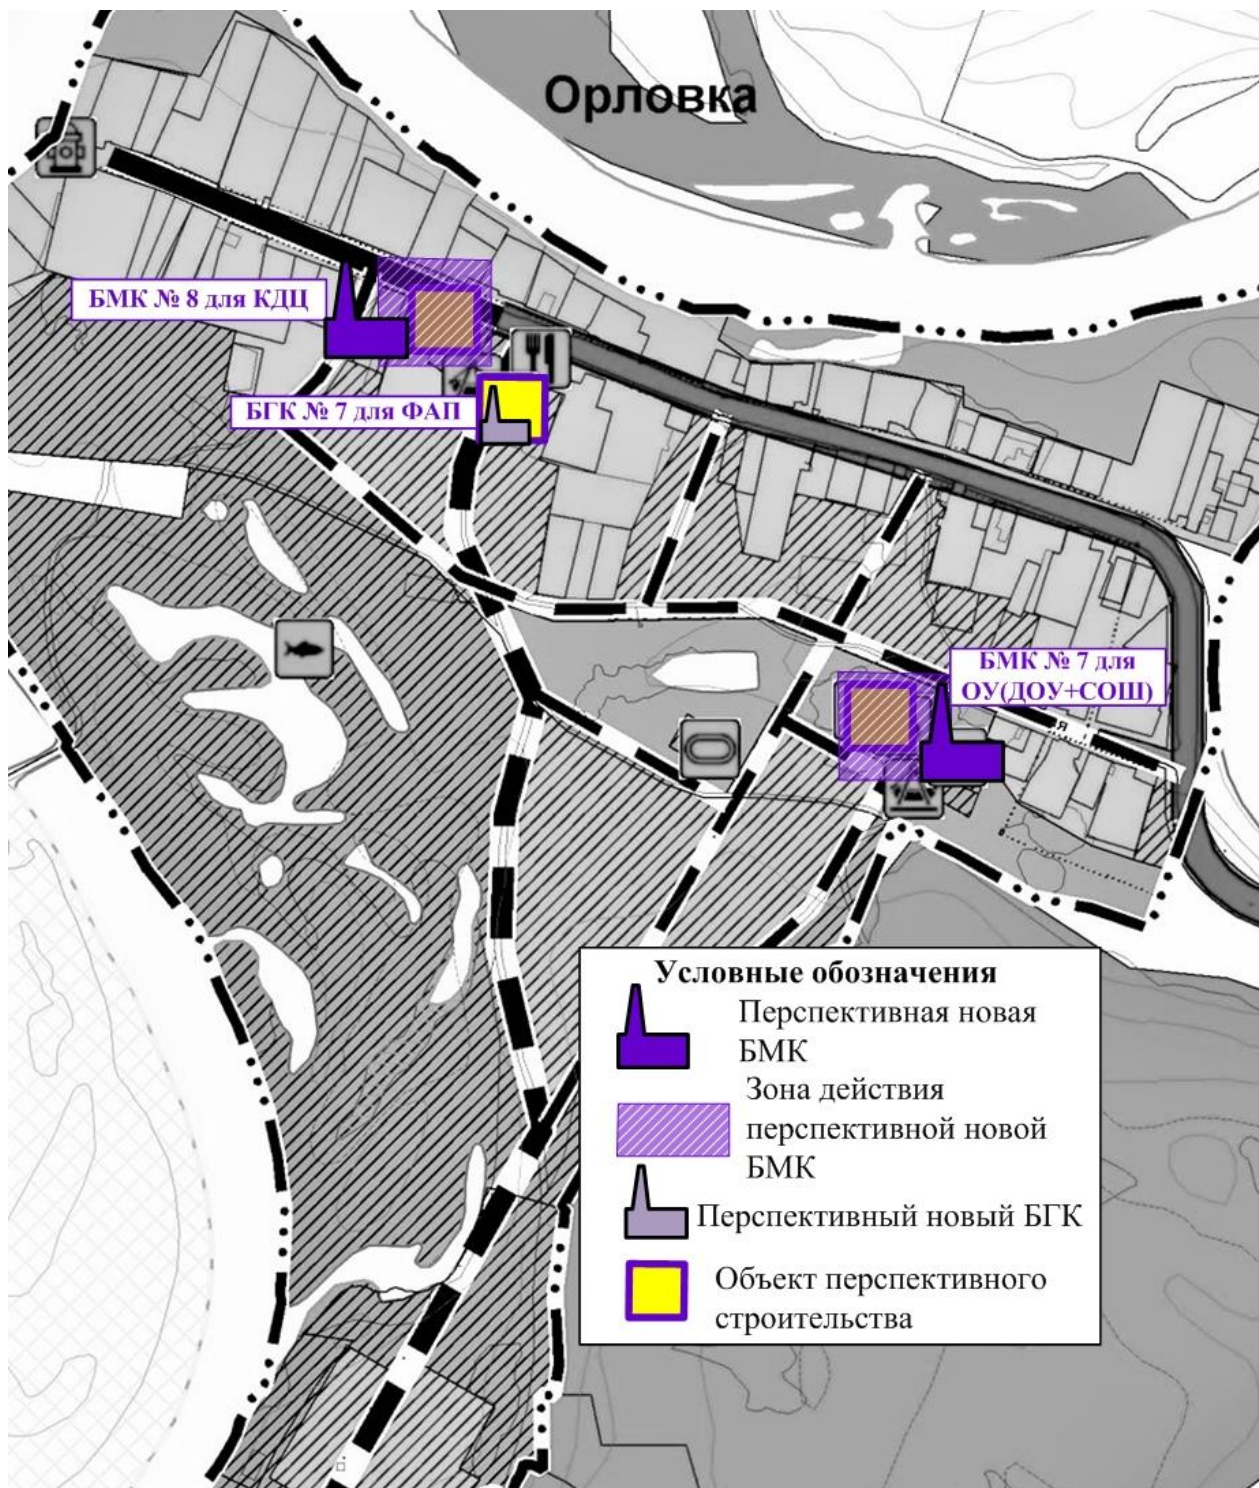 Орловка
БМК № 8 для КДЦ
БГК № 7 для ФАП
БМК № 7 для
ОУ(ДОУ+СОШ)
я
Условные обозначения
Перспективная новая
БМК
Зона действия
перспективной новой
БМК
Перспективный новый БГК
Объект перспективного
строительства